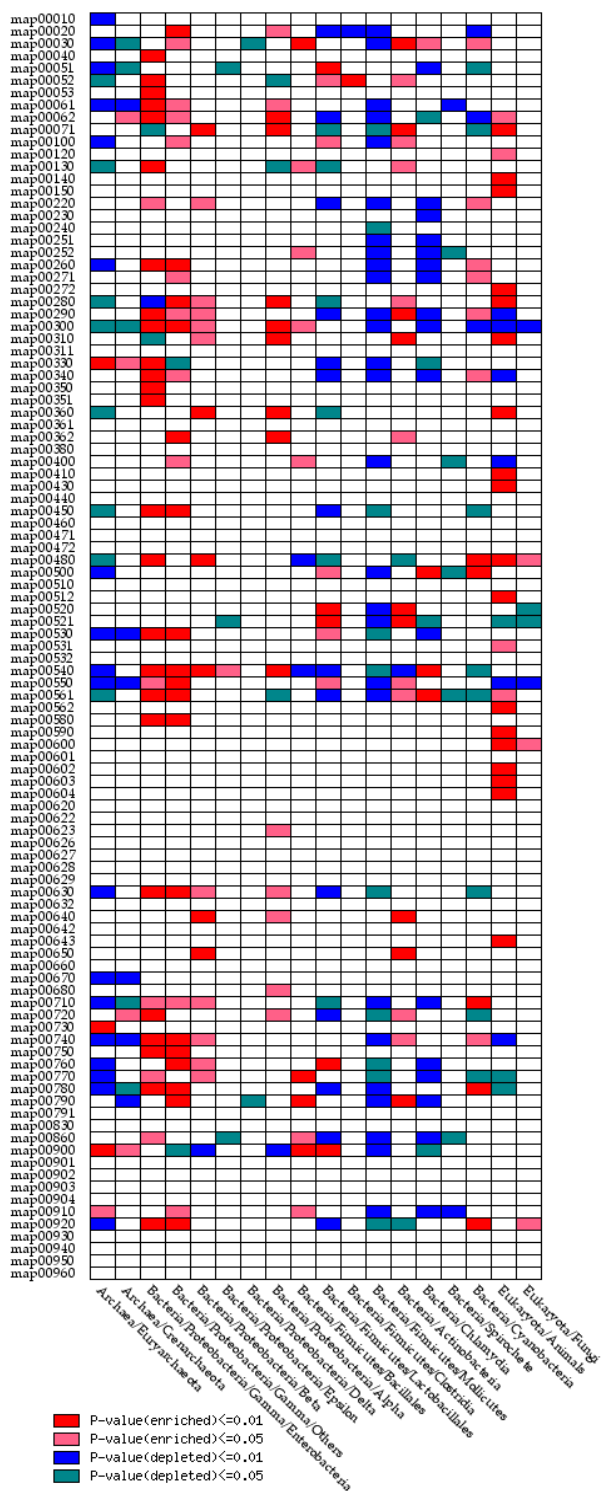 map00010
map00020
map00030
map00040
map00051
map00052
map00053
map00061
map00062
map00071
map00100
map00120
map00130
map00140
map00150
map00220
map00230
map00240
map00251
map00252
map00260
map00271
map00272
map00280
map00290
map00300
map00310
map00311
map00330
map00340
map00350
map00351
map00360
map00361
map00362
map00380
map00400
map00410
map00430
map00440
map00450
map00460
map00471
map00472
map00480
map00500
map00510
map00512
map00520
map00521
map00530
map00531
map00532
map00540
map00550
map00561
map00562
map00580
map00590
map00600
map00601
map00602
map00603
map00604
map00620
map00622
map00623
map00626
map00627
map00628
map00629
map00630
map00632
map00640
map00642
map00643
map00650
map00660
map00670
map00680
map00710
map00720
map00730
map00740
map00750
map00760
map00770
map00780
map00790
map00791
map00830
map00860
map00900
map00901
map00902
map00903
map00904
map00910
map00920
map00930
map00940
map00950
map00960
Archaea/Euryarchaeota
Archaea/Crenarchaeota
Bacteria/Proteobacteria/Gamma/Enterobacteria
Bacteria/Proteobacteria/Gamma/Others
Bacteria/Proteobacteria/Beta
Bacteria/Proteobacteria/Epsilon
Bacteria/Proteobacteria/Delta
Bacteria/Proteobacteria/Alpha
Bacteria/Firmicutes/Bacillales
Bacteria/Firmicutes/Lactobacillales
Bacteria/Firmicutes/Clostridia
Bacteria/Firmicutes/Mollicutes
Bacteria/Actinobacteria
Bacteria/Chlamydia
Bacteria/Spirochete
Bacteria/Cyanobacteria
Eukaryota/Animals
Eukaryota/Fungi
P-value(enriched)<=0.01
P-value(enriched)<=0.05
P-value(depleted)<=0.01
P-value(depleted)<=0.05